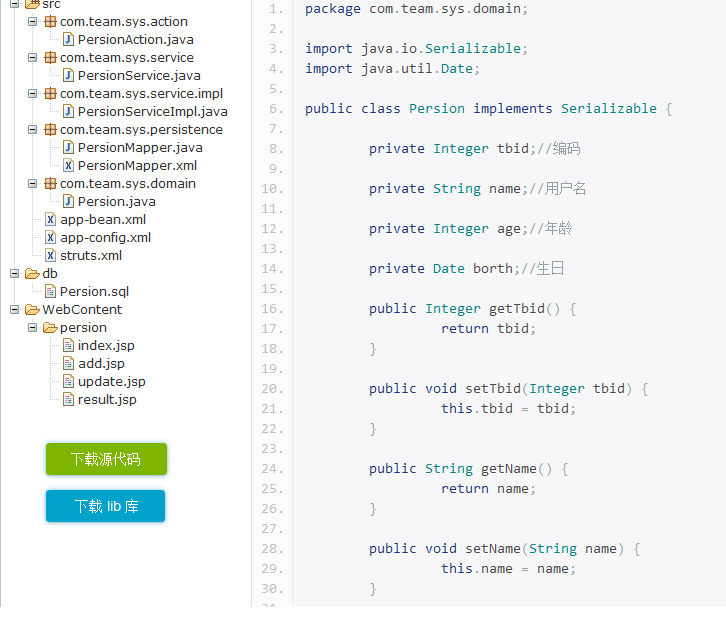 src
com.team.sys.action
PersionAction.java
com.team.sys.service
PersionService.java
com.team.sys.service.impl
PersionServiceImpl.java
com.team.sys.persistence
PersionMapper.java
PersionMapper.xml
com.team.sys.domain
Persion.java
app-bean.xml
app-config.xml
struts.xml
db
Persion.sql
WebContent
persion
index.jsp
add.jsp
update.jsp
result.jsp
下载源代码
下载 lib 库
1. package com.team.sys.domain;
2.
3. import java.io.Serializable;
4. import java.util.Date;
5.
6. public class Persion implements Serializable {
7.
8. private Integer tbid;//编码
9.
10. private String name;//用户名
11.
12. private Integer age;//年龄
13.
14. private Date borth;//生日
15.
16. public Integer getTbid() {
17. return tbid;
18. }
19.
20. public void setTbid(Integer tbid) {
21. this.tbid = tbid;
22. }
23.
24. public String getName() {
25. return name;
26. }
27.
28. public void setName(String name) {
29. this.name = name;
30. }
31.